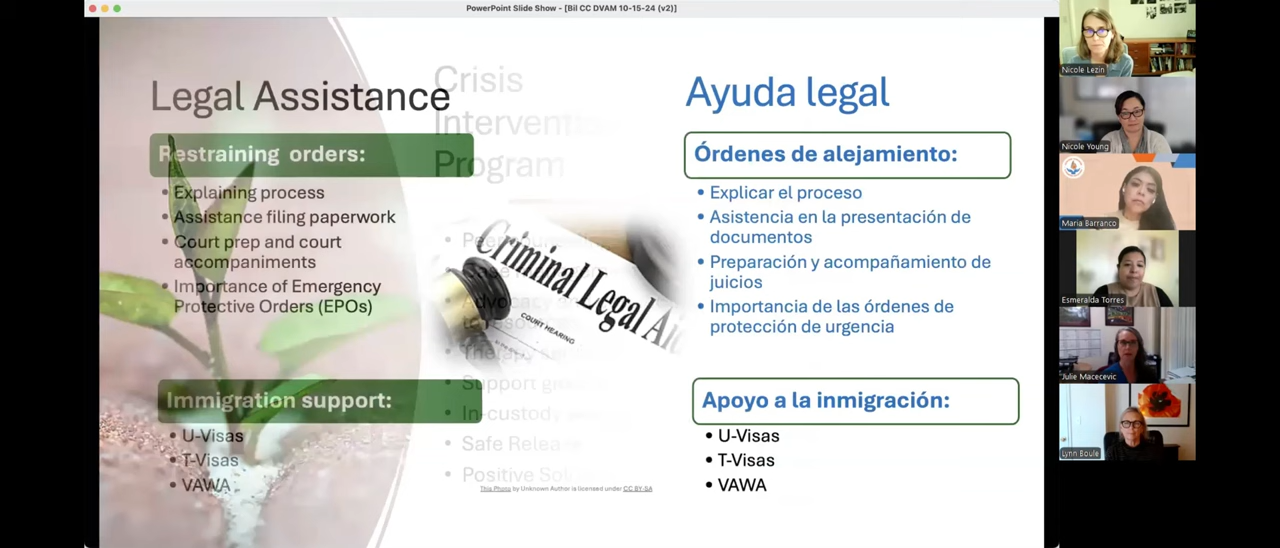 PowerPoint Slide Show - [Bil CC DVAM 10-15-24 (v2)]
Legal Assistance
Restraining orders:
• Explaining process
• Assistance filing paperwork
• Court prep and court
accompaniments
• Importance of Emergency
Protective Orders (EPOs)
Immigration support:
• U-Visas
• T-Visas
• VAWA
Crisis
Program
Criminal Legal
COURT HEARING
• Support
• In-custody
• Safe
• Positive
This Photo by Unknown Author is licensed under CC BY-SA
Ayuda legal
Órdenes de alejamiento:
• Explicar el proceso
• Asistencia en la presentación de
documentos
• Preparación y acompañamiento de
juicios
• Importancia de las órdenes de
protección de urgencia
Apoyo a la inmigración:
• U-Visas
• T-Visas
• VAWA
Nicole Lezin
Nicole Young
Maria Barranco
Esmeralda Torres
Julie Macecevic
Lynn Boule